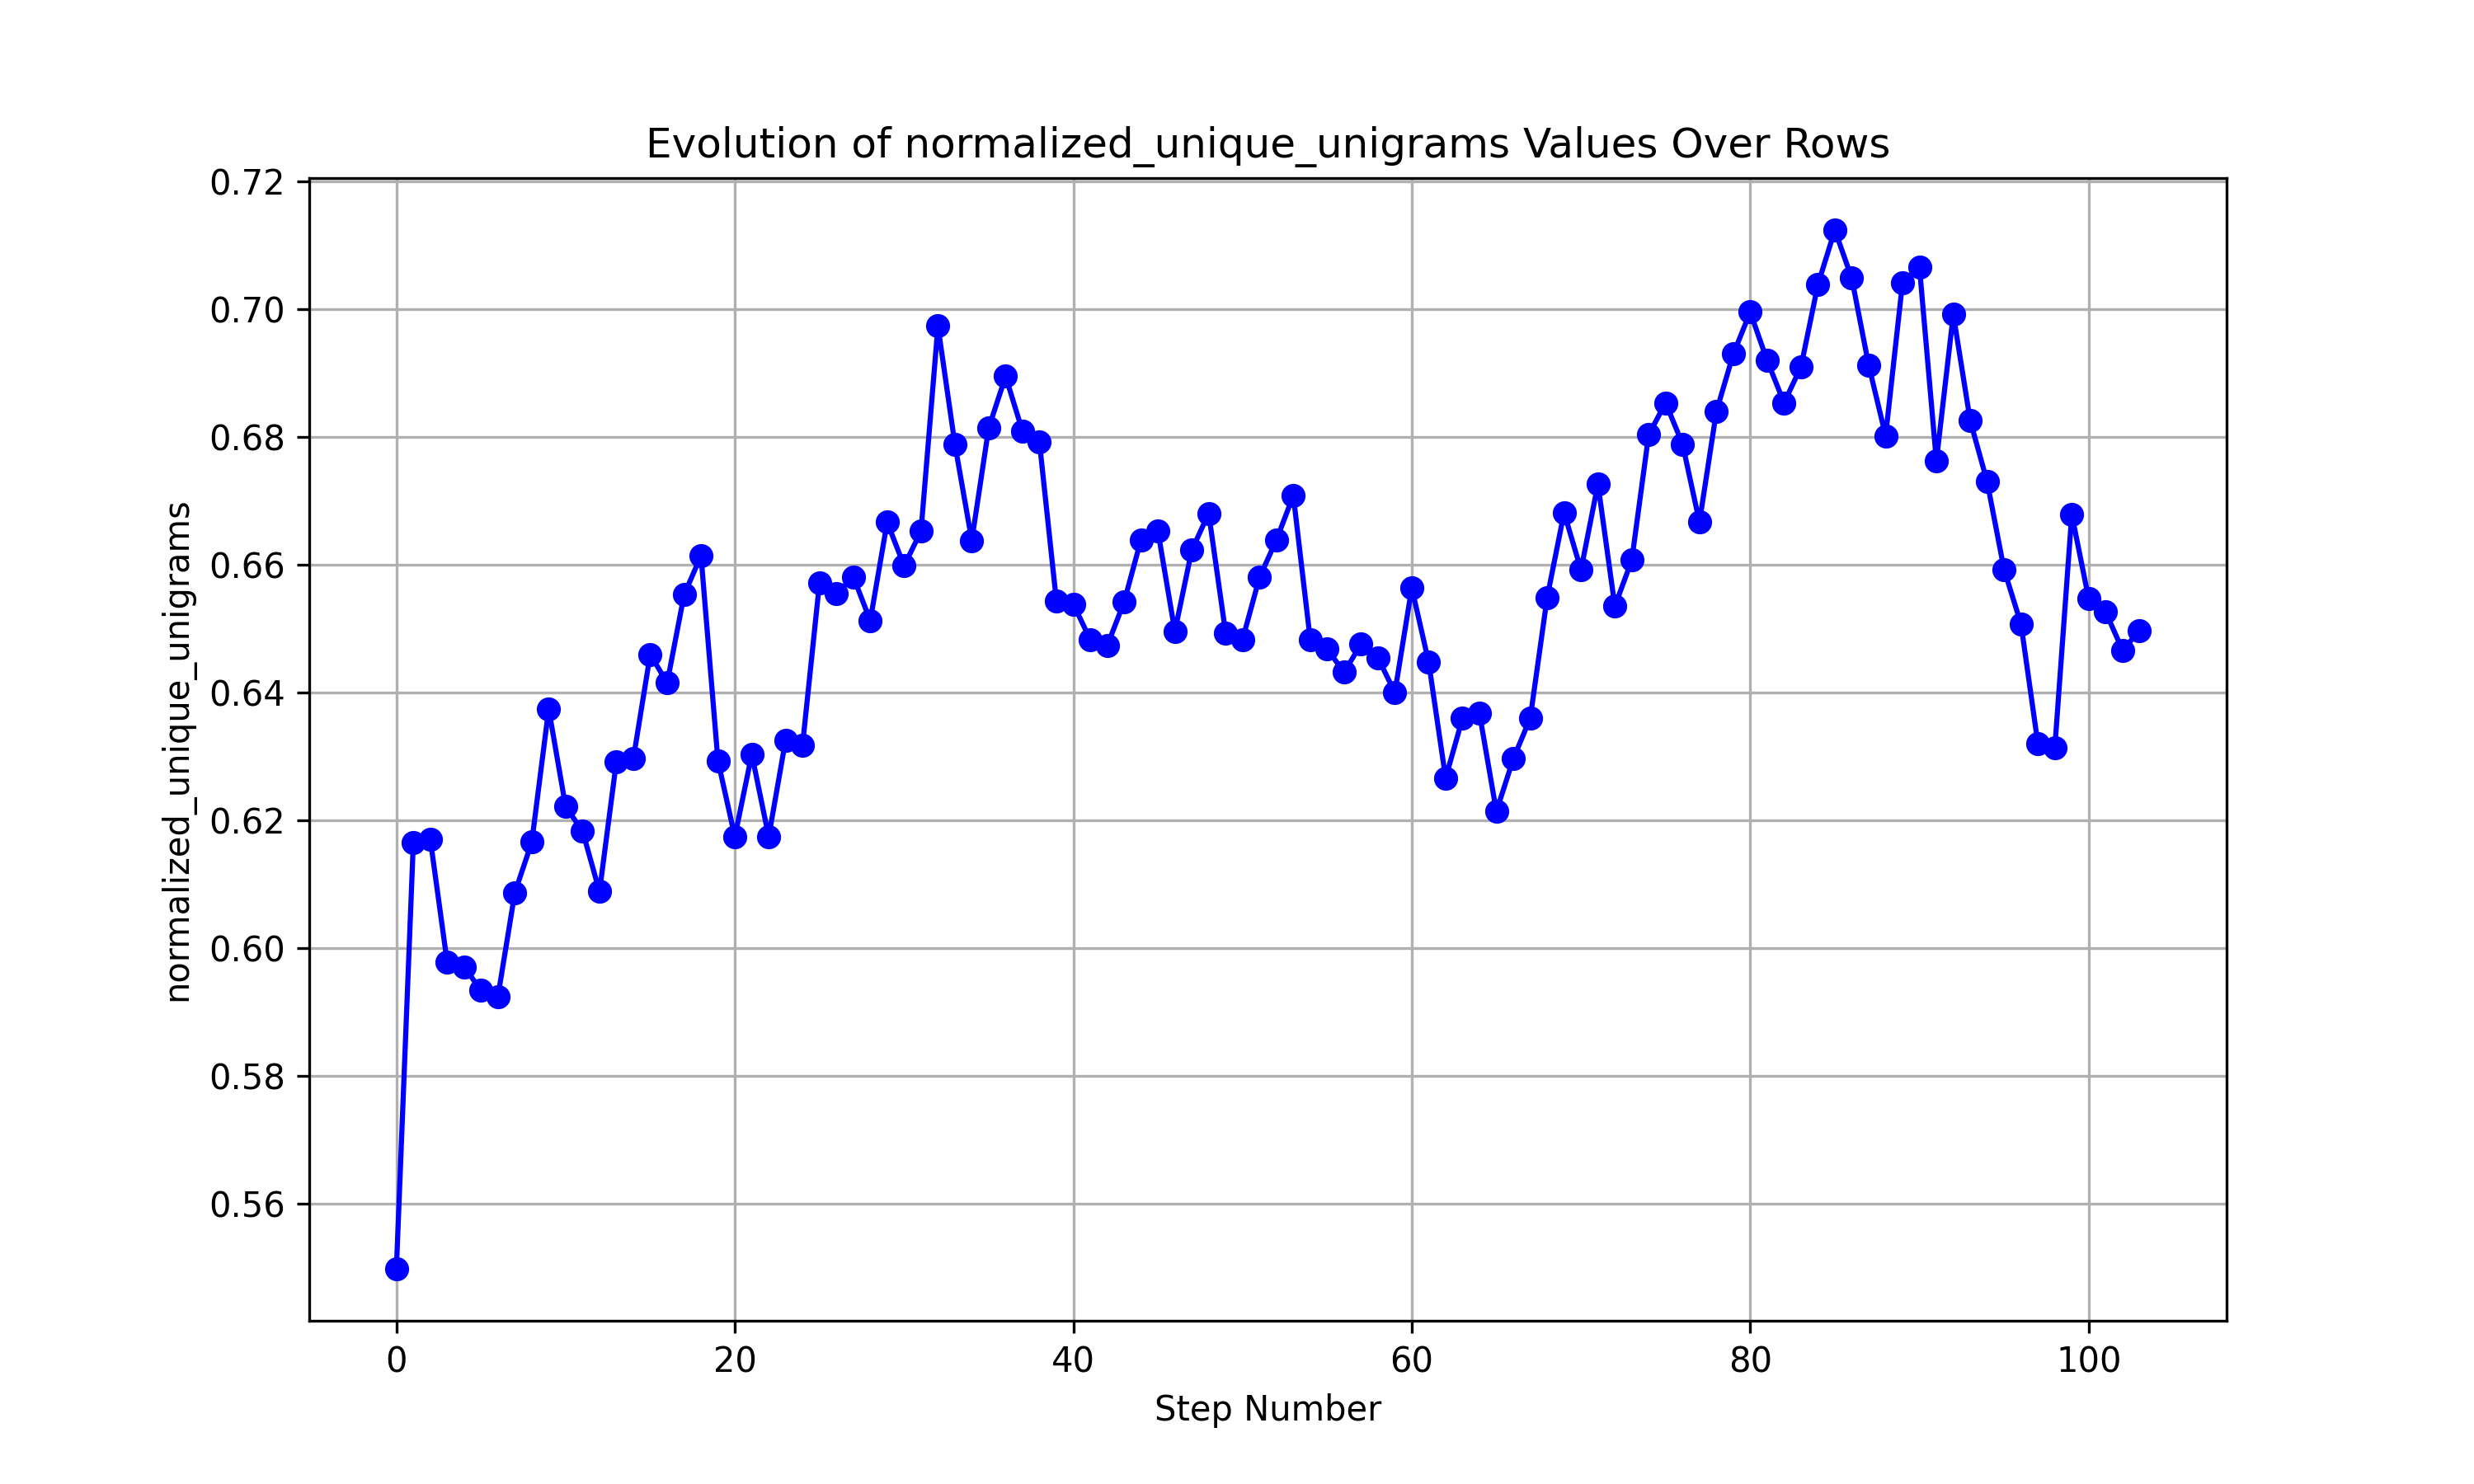 Evolution of normalized_unique_unigrams Values Over Rows
normalized_unique_unigrams
0.72
0.70
0.68
0.66
0.64
0.62
0.60
0.58
0.56
0 20 40 60 80 100
Step Number